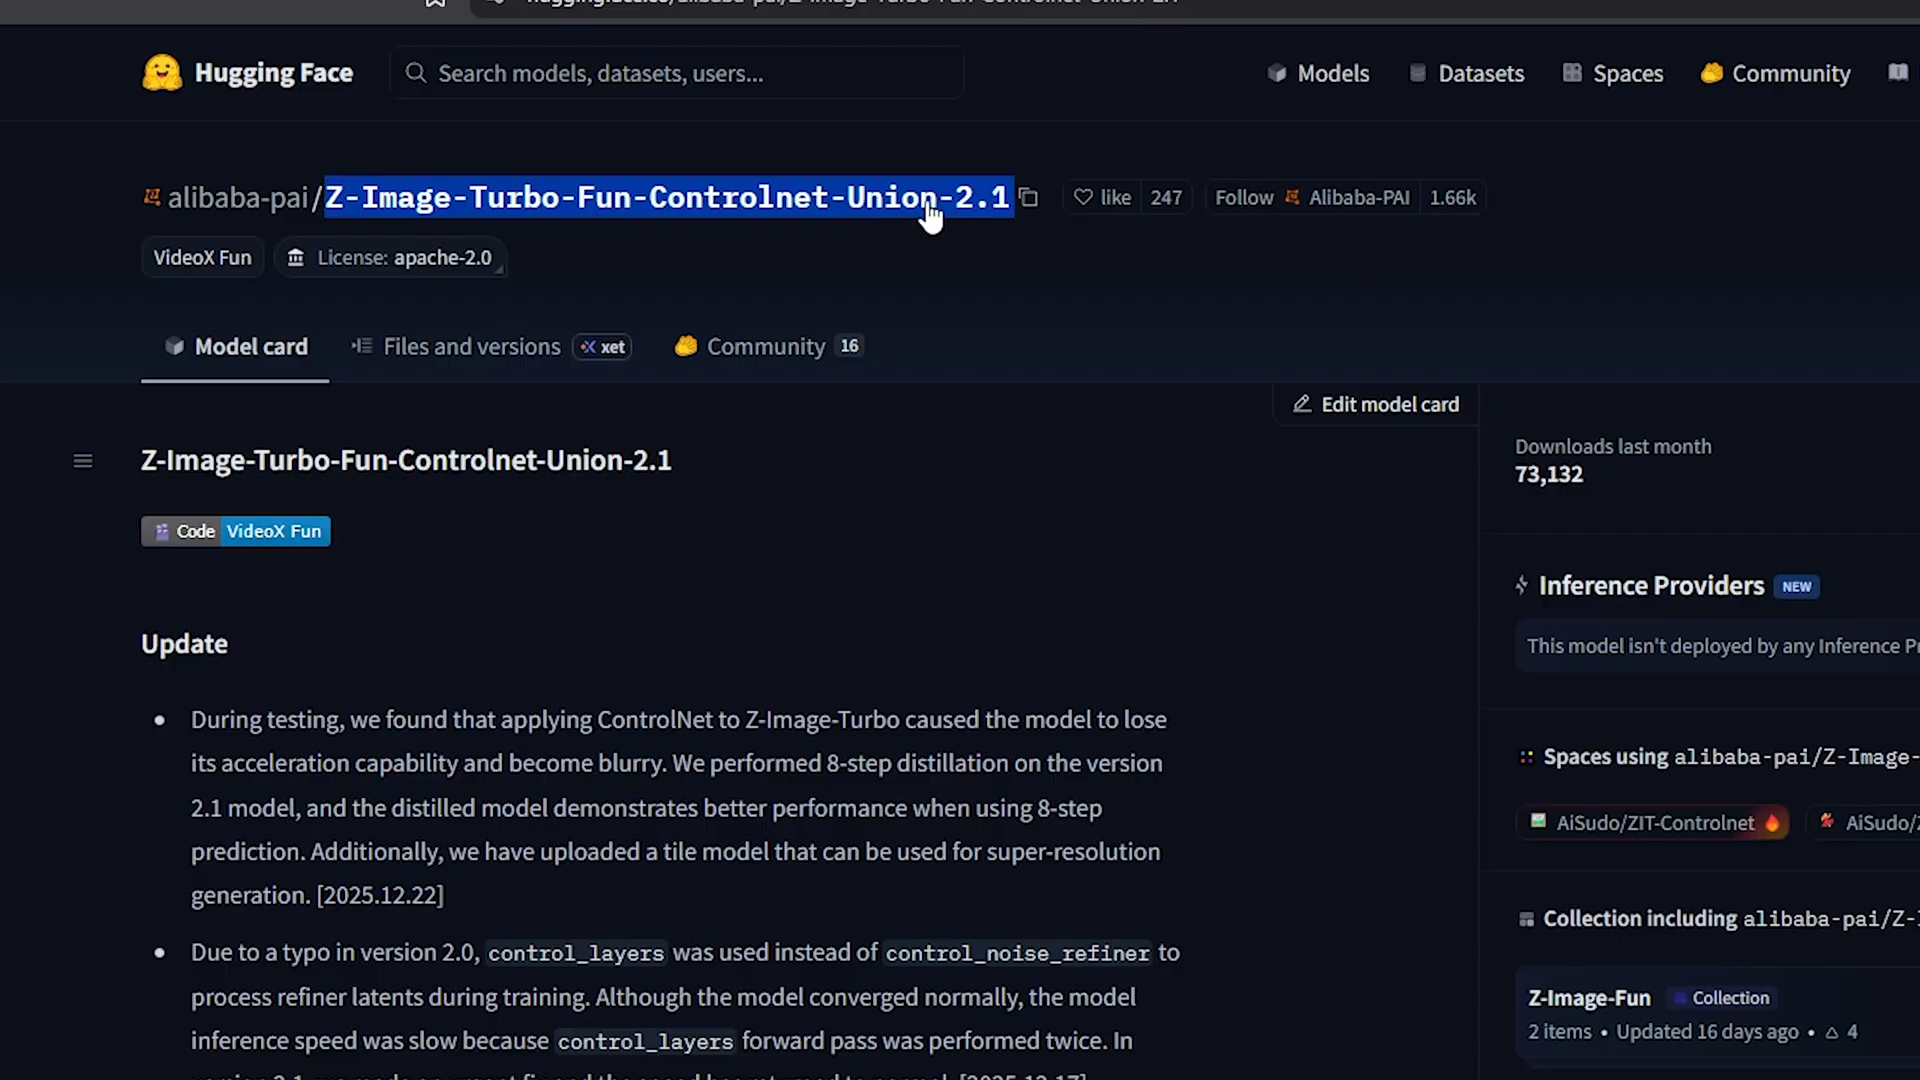 Hugging Face
Search models, datasets, users...
Models
Datasets
Spaces
Community
alibaba-pai/Z-Image-Turbo-Fun-Controlnet-Union-2.1
like 247
Follow Alibaba-PAI 1.66k
VideoX Fun
License: apache-2.0
Model card
Files and versions
xet
Community 16
Edit model card
Z-Image-Turbo-Fun-Controlnet-Union-2.1
Code VideoX Fun
Update
During testing, we found that applying ControlNet to Z-Image-Turbo caused the model to lose
its acceleration capability and become blurry. We performed 8-step distillation on the version
2.1 model, and the distilled model demonstrates better performance when using 8-step
prediction. Additionally, we have uploaded a tile model that can be used for super-resolution
generation. [2025.12.22]
Due to a typo in version 2.0, control_layers was used instead of control_noise_refiner to
process refiner latents during training. Although the model converged normally, the model
inference speed was slow because control_layers forward pass was performed twice. In
Downloads last month
73,132
Inference Providers NEW
This model isn't deployed by any Inference
Spaces using alibaba-pai/Z-Image-
AiSudo/ZIT-Controlnet
AiSudo/
Collection including alibaba-pai/Z-
Z-Image-Fun Collection
2 items • Updated 16 days ago • 4